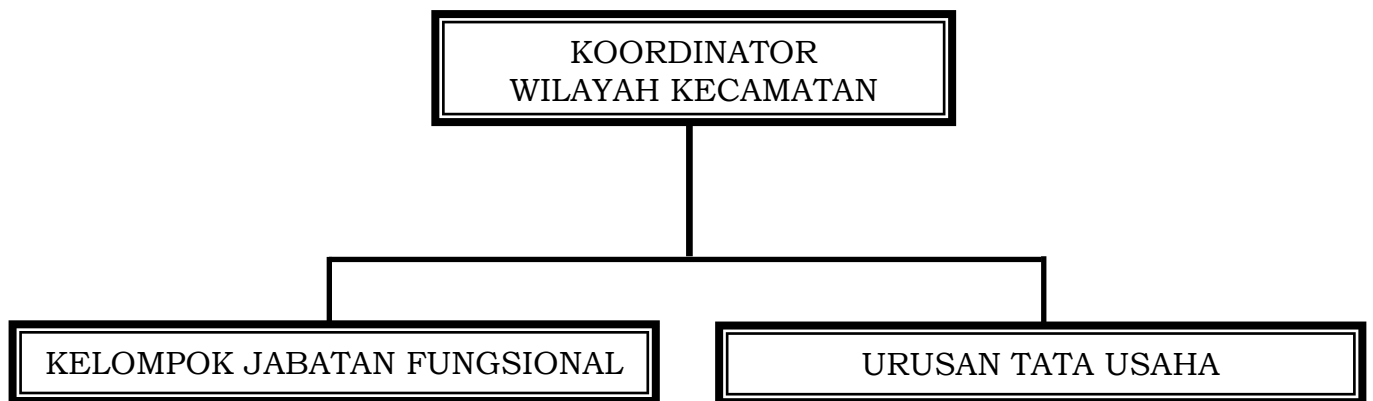 KOORDINATOR
WILAYAH KECAMATAN
KELOMPOK JABATAN FUNGSIONAL
URUSAN TATA USAHA